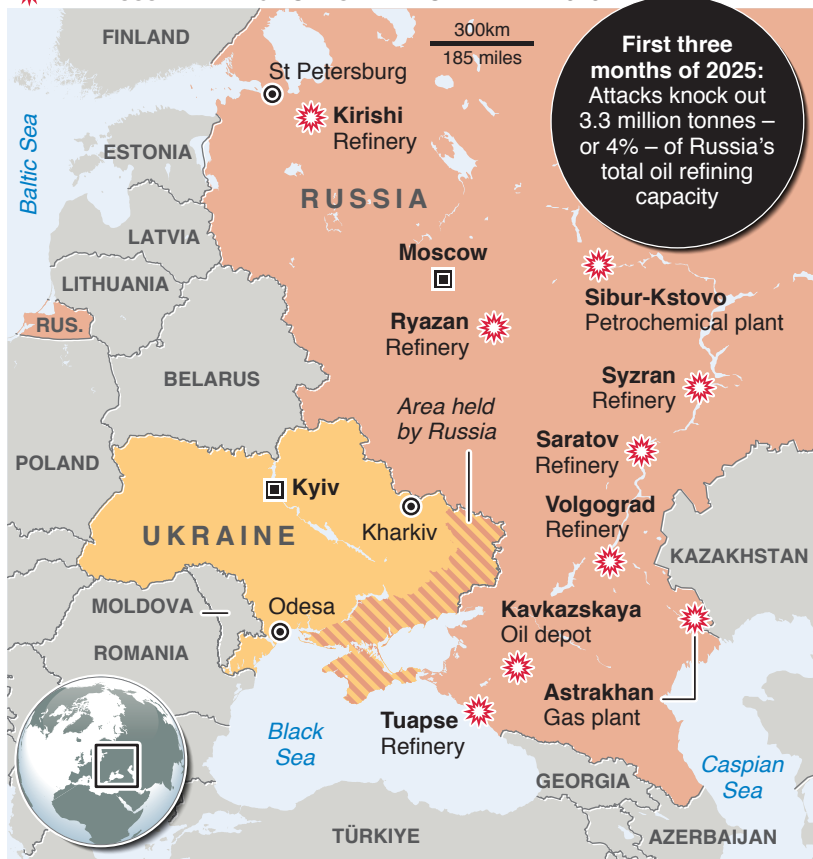 FINLAND
300km
185 miles
First three
months of 2025:
Attacks knock out
3.3 million tonnes –
or 4% – of Russia's
total oil refining
capacity
St Petersburg
Kirishi
Refinery
Baltic Sea
ESTONIA
RUSSIA
LATVIA
Moscow
LITHUANIA
Sibur-Kstovo
Petrochemical plant
RUS.
Ryazan
Refinery
BELARUS
Syzran
Refinery
Area held
by Russia
Saratov
Refinery
POLAND
Kyiv
Volgograd
Refinery
UKRAINE
Kharkiv
KAZAKHSTAN
MOLDOVA
Odesa
Kavkazskaya
Oil depot
ROMANIA
Astrakhan
Gas plant
Tuapse
Refinery
Black
Sea
Caspian
Sea
GEORGIA
TÜRKIYE
AZERBAIJAN